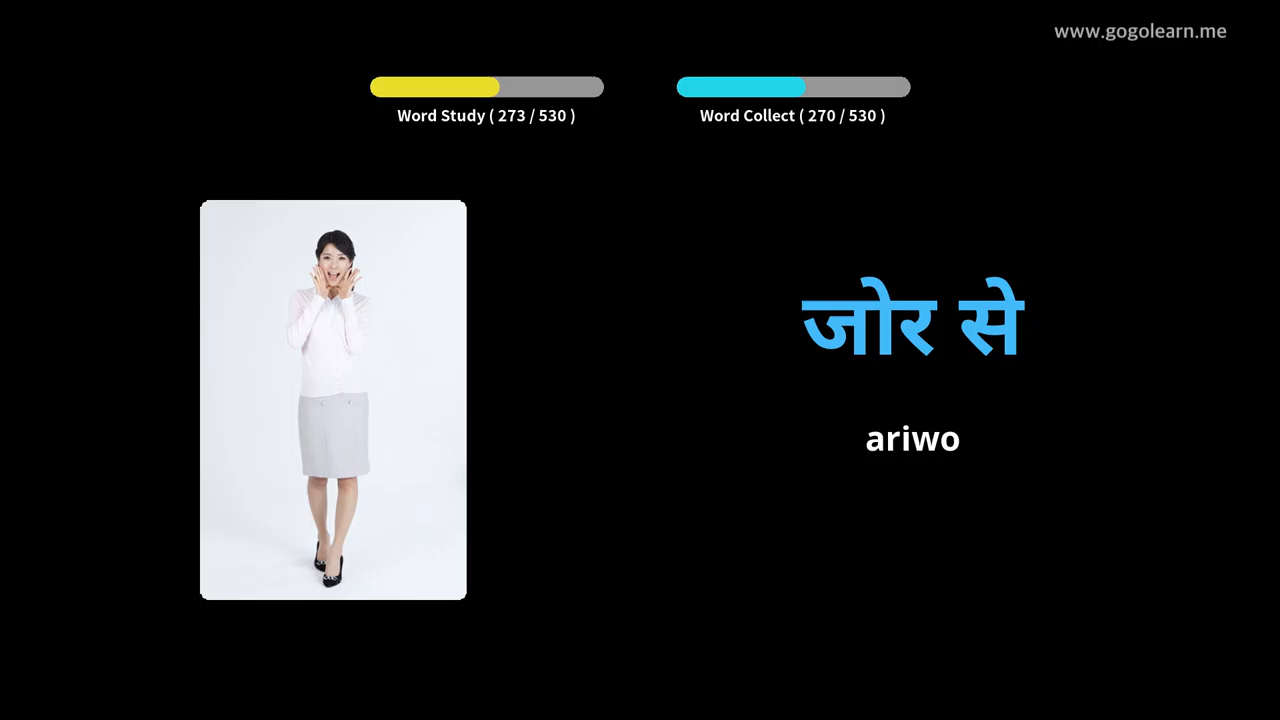 www.gogolearn.me
Word Study ( 273 / 530 )
Word Collect ( 270 / 530 )
जोर से
ariwo